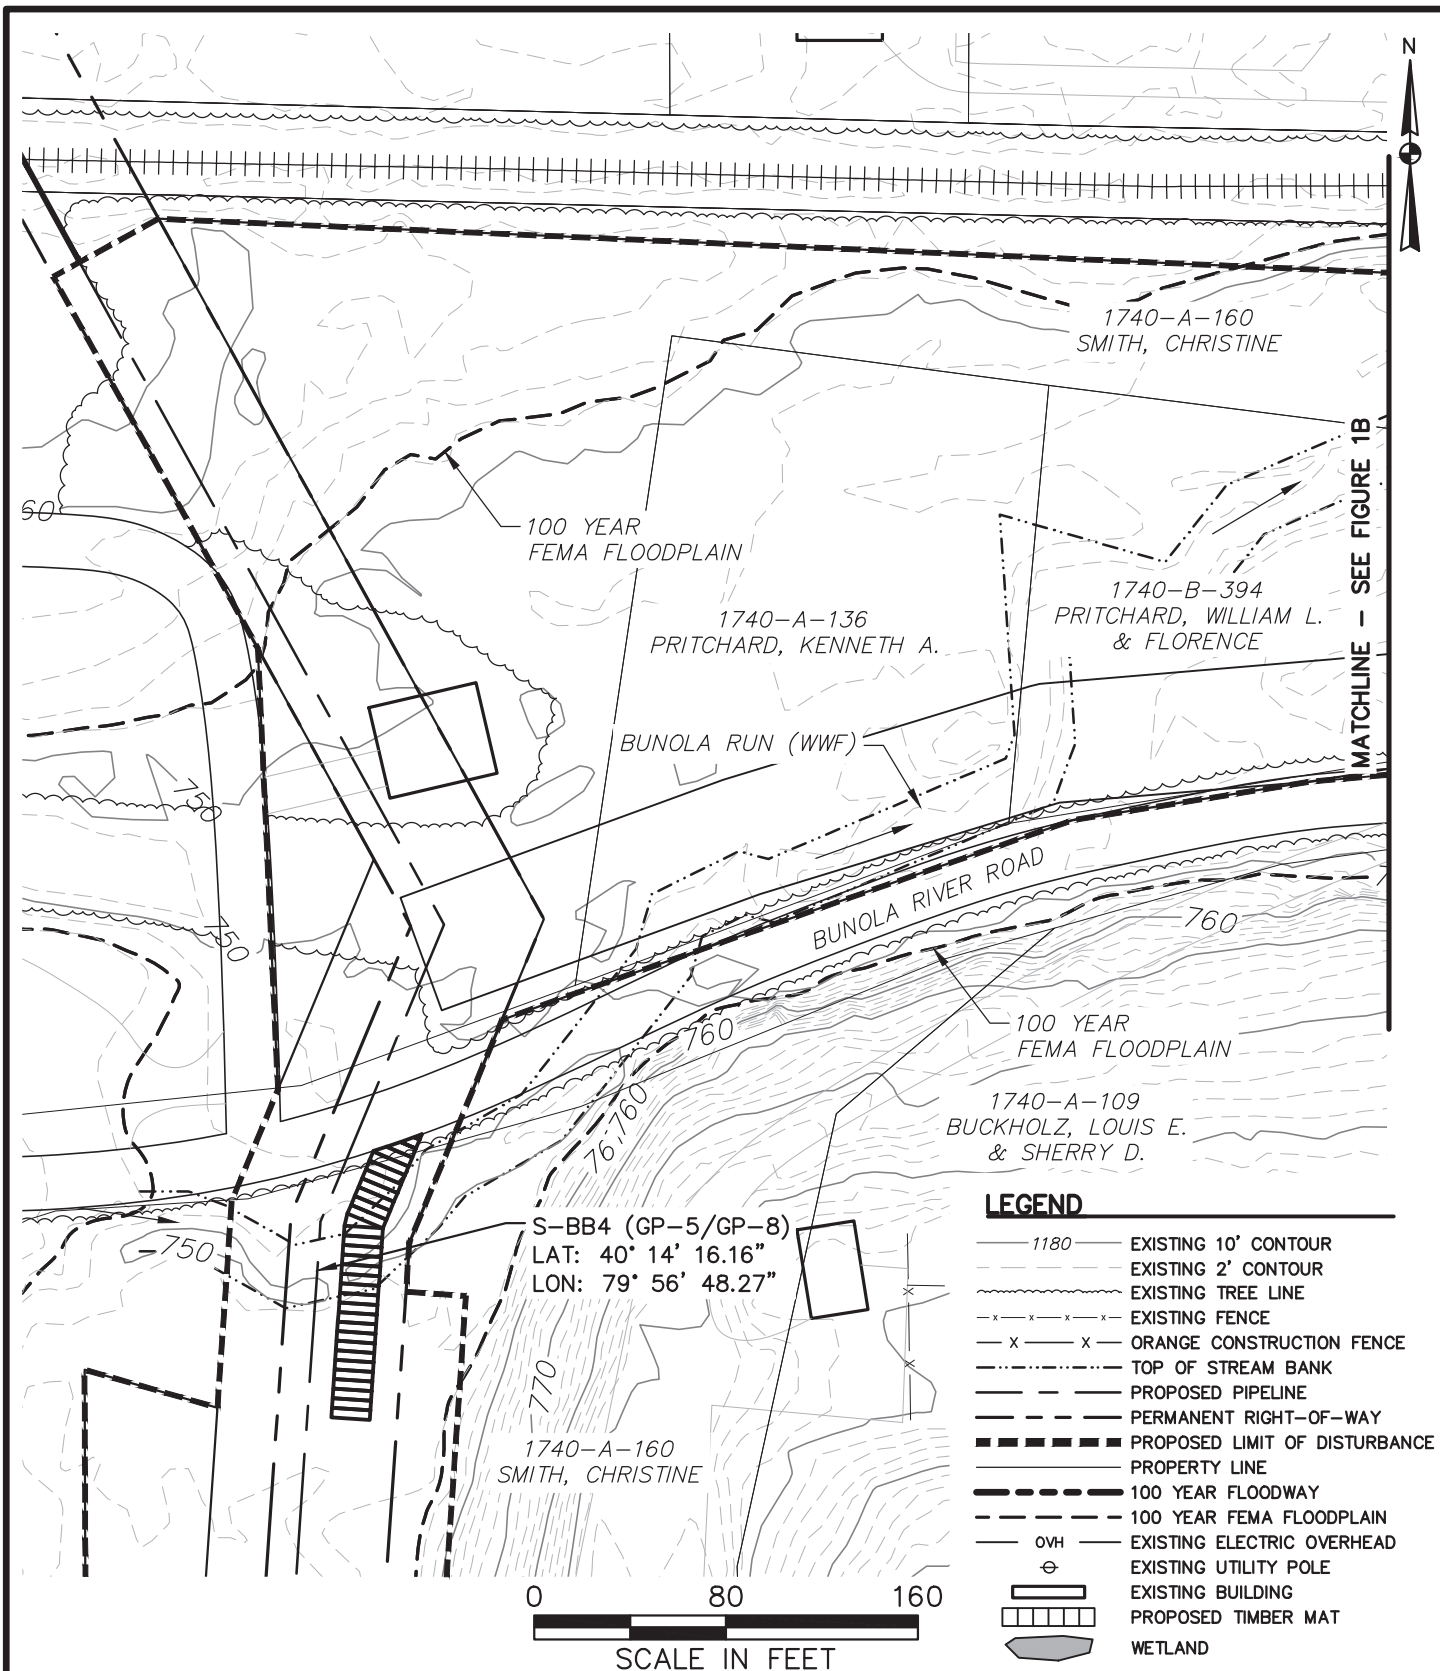 N
1740-A-160
SMITH, CHRISTINE
MATCHLINE - SEE FIGURE 1B
60
100 YEAR
FEMA FLOODPLAIN
1740-B-394
PRITCHARD, WILLIAM L.
& FLORENCE
1740-A-136
PRITCHARD, KENNETH A.
BUNOLA RUN (WWF)
750
BUNOLA RIVER ROAD
760
750
760
100 YEAR
FEMA FLOODPLAIN
1740-A-109
BUCKHOLZ, LOUIS E.
& SHERRY D.
760
76
750
S-BB4 (GP-5/GP-8)
LAT: 40° 14' 16.16"
LON: 79° 56' 48.27"
770
1740-A-160
SMITH, CHRISTINE
LEGEND
1180 EXISTING 10' CONTOUR
EXISTING 2' CONTOUR
EXISTING TREE LINE
x x x x EXISTING FENCE
X X ORANGE CONSTRUCTION FENCE
TOP OF STREAM BANK
PROPOSED PIPELINE
PERMANENT RIGHT-OF-WAY
PROPOSED LIMIT OF DISTURBANCE
PROPERTY LINE
100 YEAR FLOODWAY
100 YEAR FEMA FLOODPLAIN
OVH EXISTING ELECTRIC OVERHEAD
EXISTING UTILITY POLE
EXISTING BUILDING
PROPOSED TIMBER MAT
WETLAND
0 80 160
SCALE IN FEET